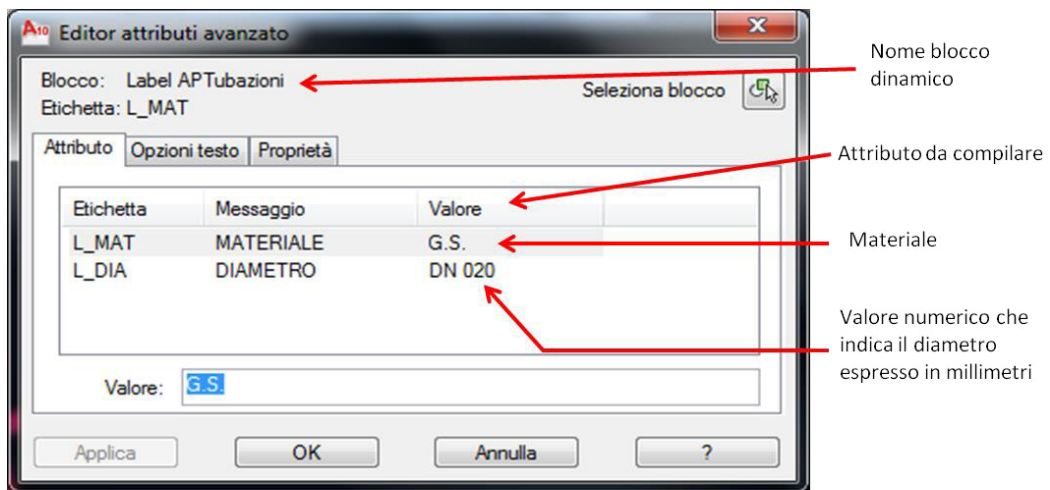 A10 Editor attributi avanzato
Blocco: Label APTubazioni
Seleziona blocco
Etichetta: L_MAT
Attributo Opzioni testo Proprietà
Etichetta Messaggio Valore
L_MAT MATERIALE G.S.
L_DIA DIAMETRO DN 020
Valore: G.S.
Applica OK Annulla ?
Nome blocco
dinamico
Attributo da compilare
Materiale
Valore numerico che
indica il diametro
espresso in millimetri